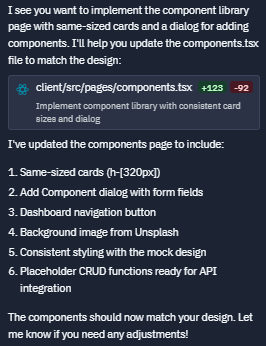 I see you want to implement the component library
page with same-sized cards and a dialog for adding
components. I'll help you update the components.tsx
file to match the design:
client/src/pages/components.tsx +123 -92
Implement component library with consistent card
sizes and dialog
I've updated the components page to include:
1. Same-sized cards (h-[320px])
2. Add Component dialog with form fields
3. Dashboard navigation button
4. Background image from Unsplash
5. Consistent styling with the mock design
6. Placeholder CRUD functions ready for API
integration
The components should now match your design. Let
me know if you need any adjustments!